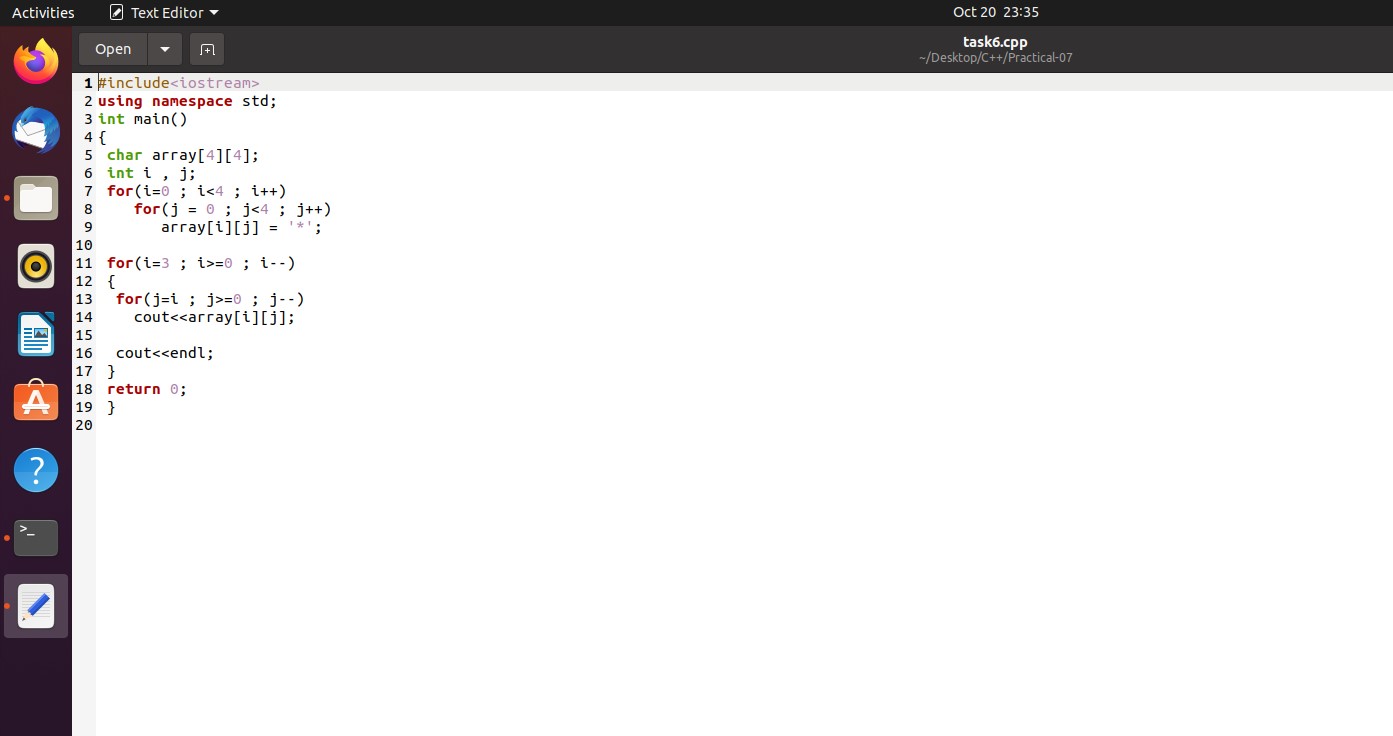 Activities Text Editor Oct 20 23:35
Open task6.cpp
~/Desktop/C++/Practical-07
1 #include<iostream>
2 using namespace std;
3 int main()
4 {
5  char array[4][4];
6  int i , j;
7  for(i=0 ; i<4 ; i++)
8     for(j = 0 ; j<4 ; j++)
9        array[i][j] = '*';
10
11  for(i=3 ; i>=0 ; i--)
12  {
13   for(j=i ; j>=0 ; j--)
14     cout<<array[i][j];
15
16   cout<<endl;
17  }
18  return 0;
19  }
20